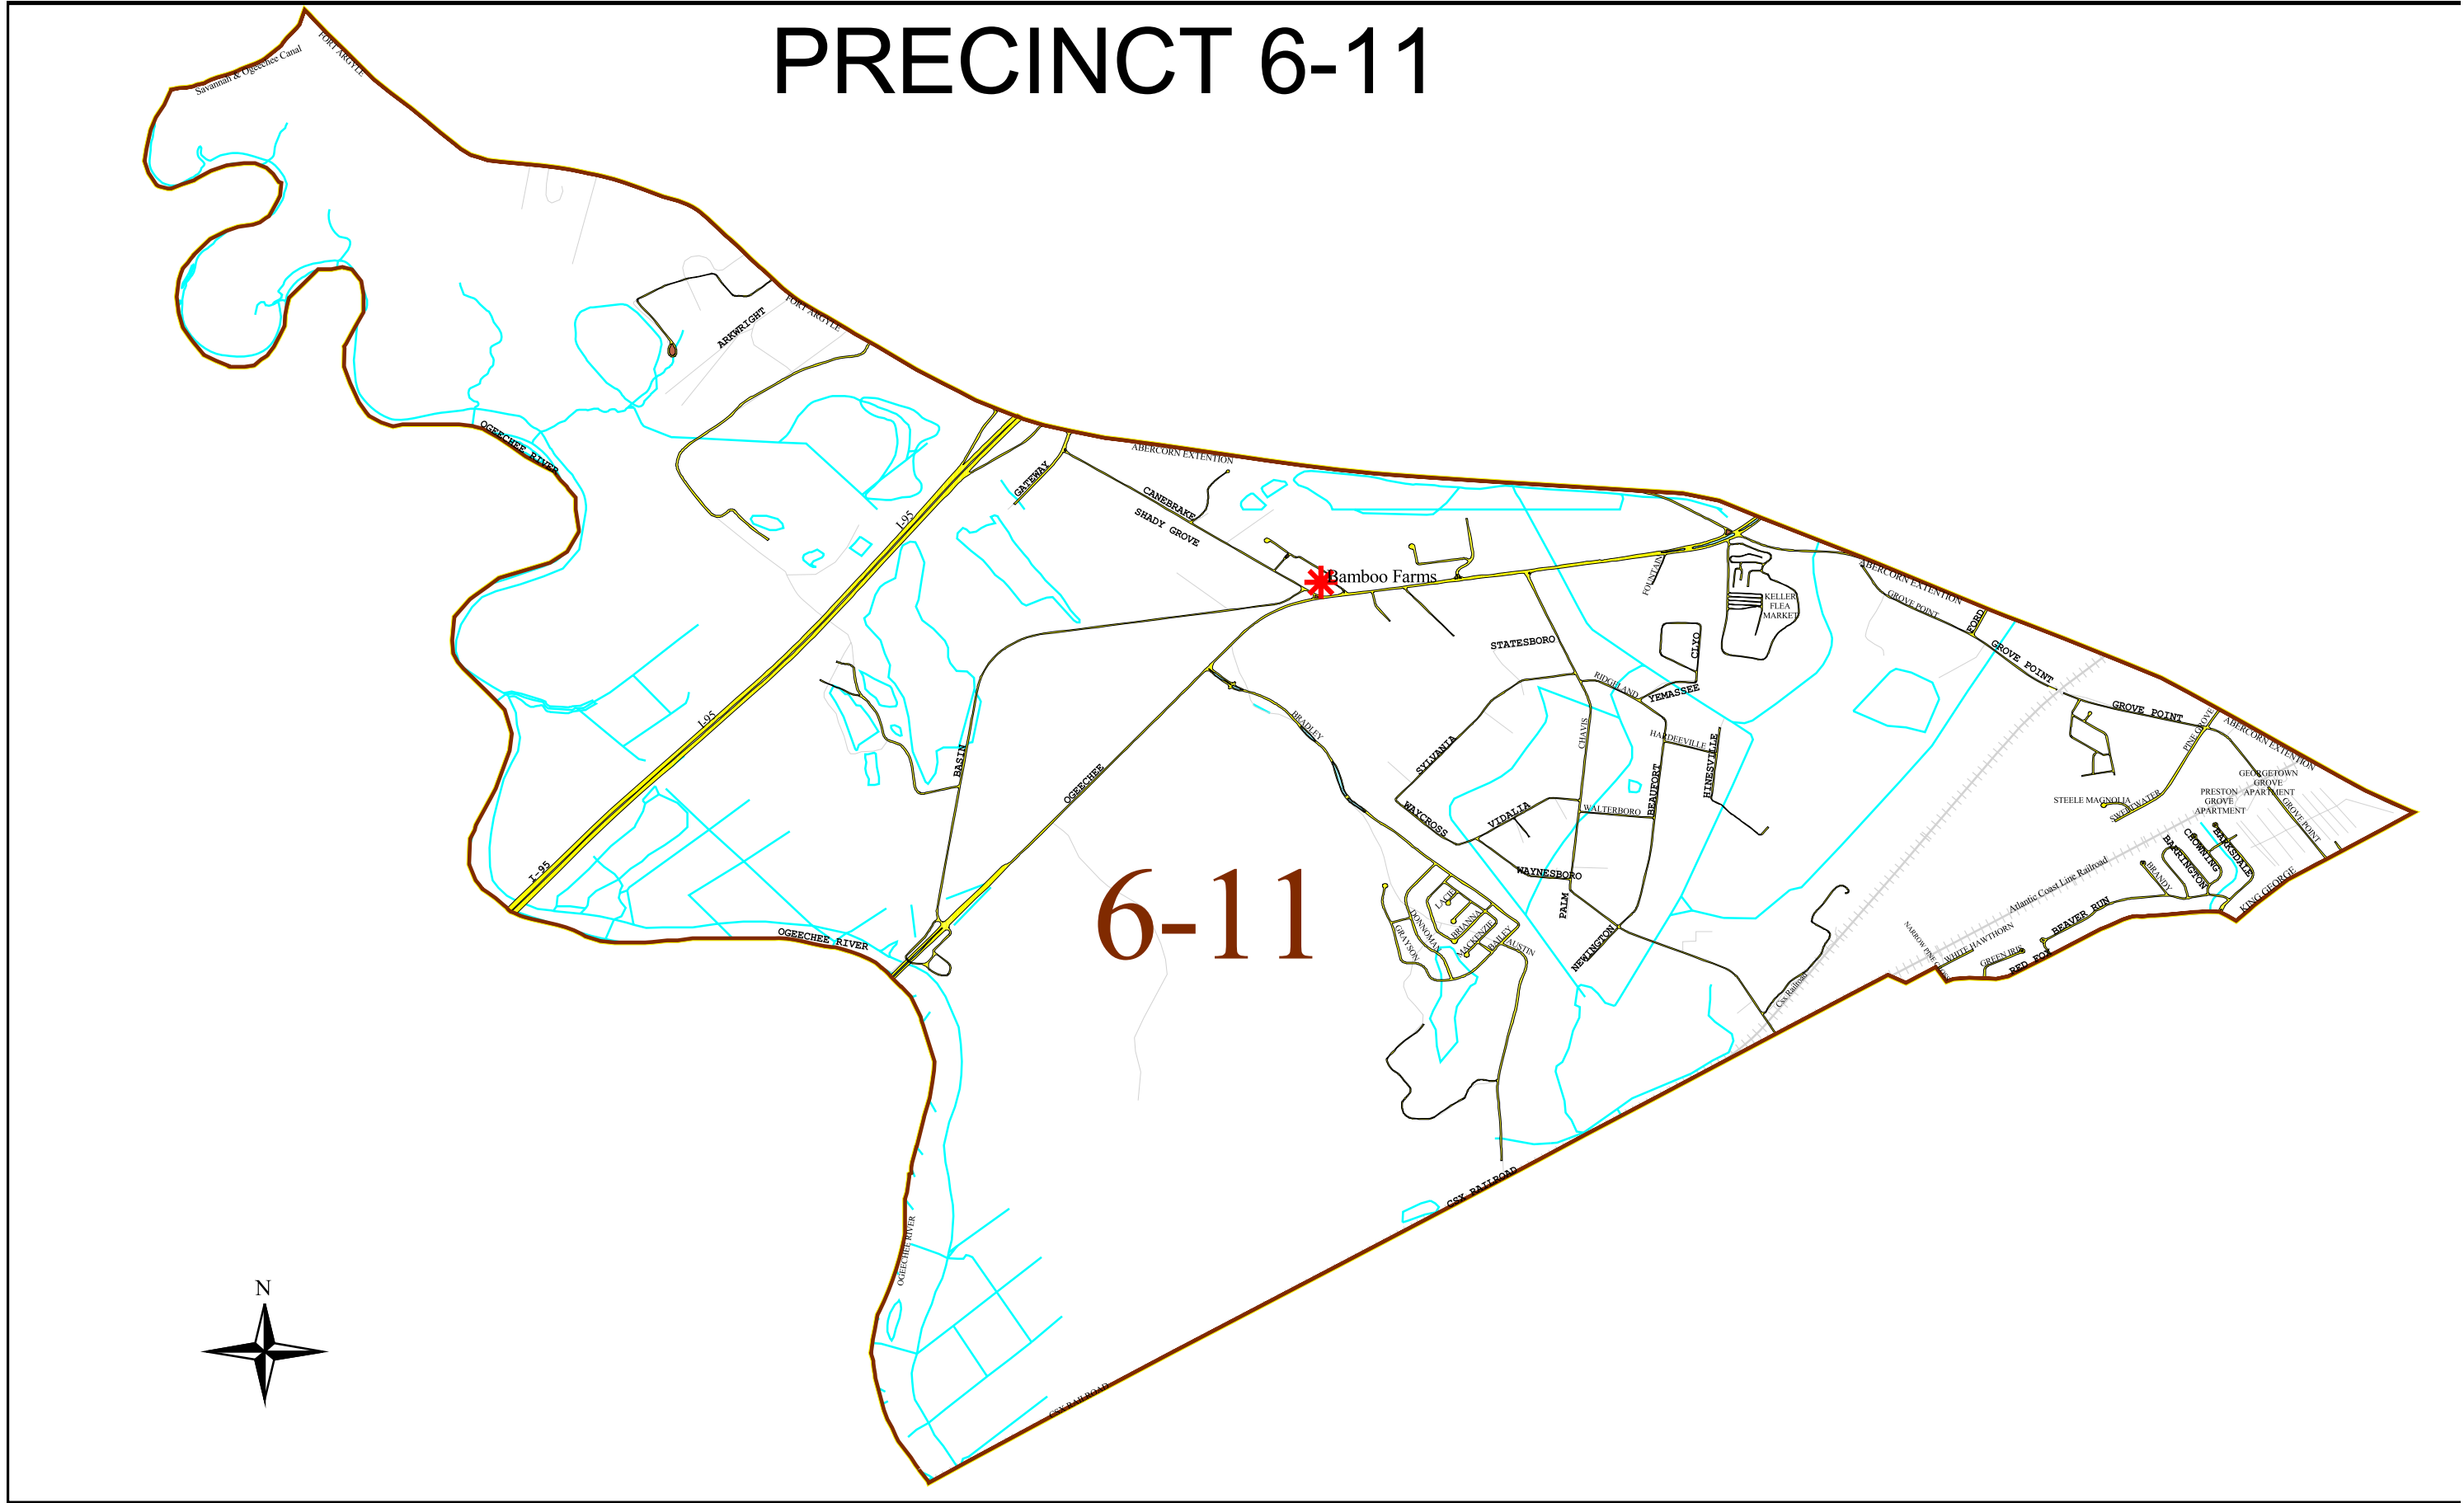 PRECINCT 6-11
Savannah & Ogeechee Canal
FORT ARGYLE
ARKWRIGHT
FORT ARGYLE
OGEECHEE RIVER
I-95
GATEWAY
ABERCORN EXTENTION
CANEBRAKE
SHADY GROVE
Bamboo Farms
FOUNTAIN
KELLER
FLEA
MARKET
ABERCORN EXTENTION
GROVE POINT
FORD
GROVE POINT
STATESBORO
CLYO
RIDGELAND
YEMASSEE
I-95
BRADLEY
CHAVIS
HARDEEVILLE
HINESVILLE
GROVE POINT
PINE GROVE
ABERCORN EXTENTION
BASIN
OGEECHEE
SYLVANIA
BEAUFORT
GEORGETOWN
GROVE
APARTMENT
PRESTON
GROVE
APARTMENT
STEELE MAGNOLIA
SWEETWATER
GROVE POINT
WAYCROSS
VIDALIA
WALTERBORO
I-95
6-11
WAYNESBORO
PALM
Atlantic Coast Line Railroad
BARKSDALE
CROWNING
BARRINGTON
BRANDY
KING GEORGE
LACIE
DONNOMAN
BRIANNA
MACKENZIE
BAILEY
AUSTIN
GRAYSON
NEWINGTON
BEAVER RUN
WHITE HAWTHORN
GREEN IRIS
RED FOX
OGEECHEE RIVER
Csx Railroad
CSX RAILROAD
OGEECHEE RIVER
N
CSX RAILROAD